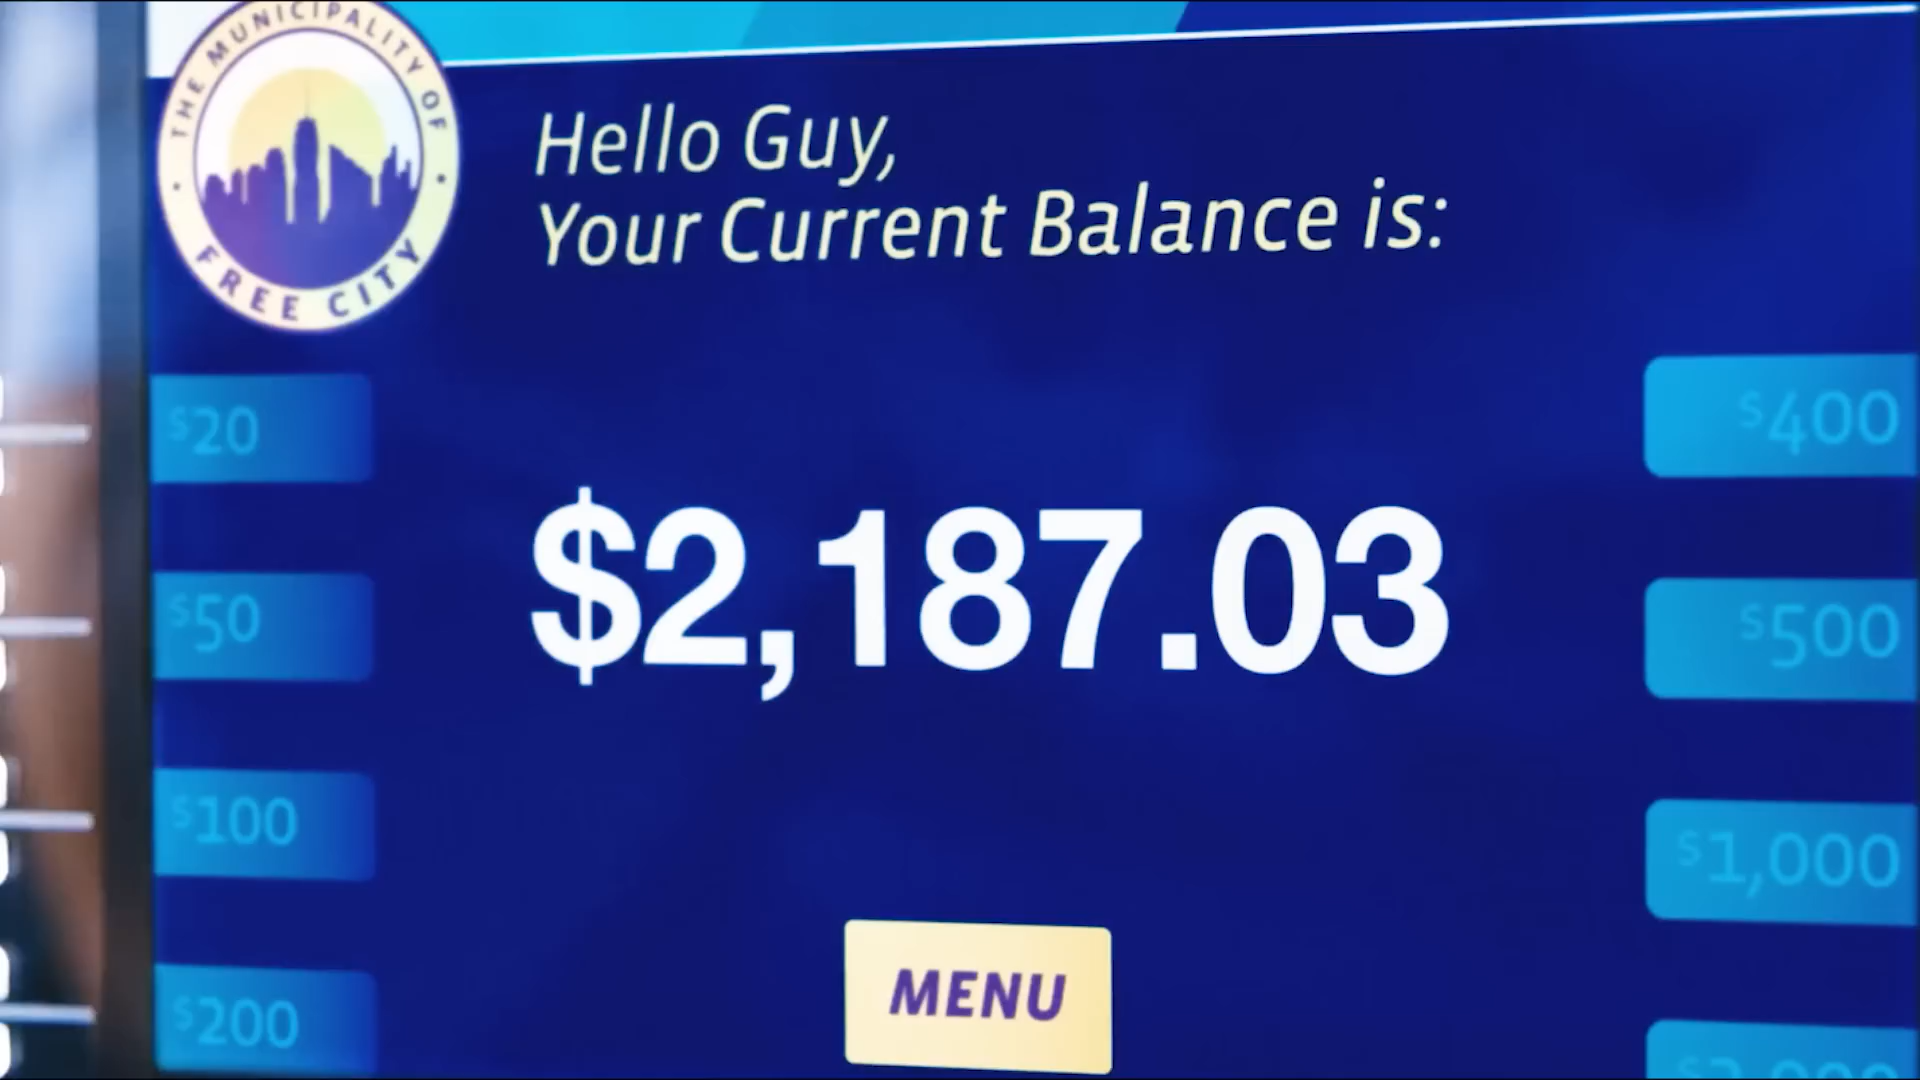 THE MUNICIPALITY OF
FREE CITY
Hello Guy,
Your Current Balance is:
$20
$400
$2,187.03
$50
$500
$100
$1,000
MENU
$200